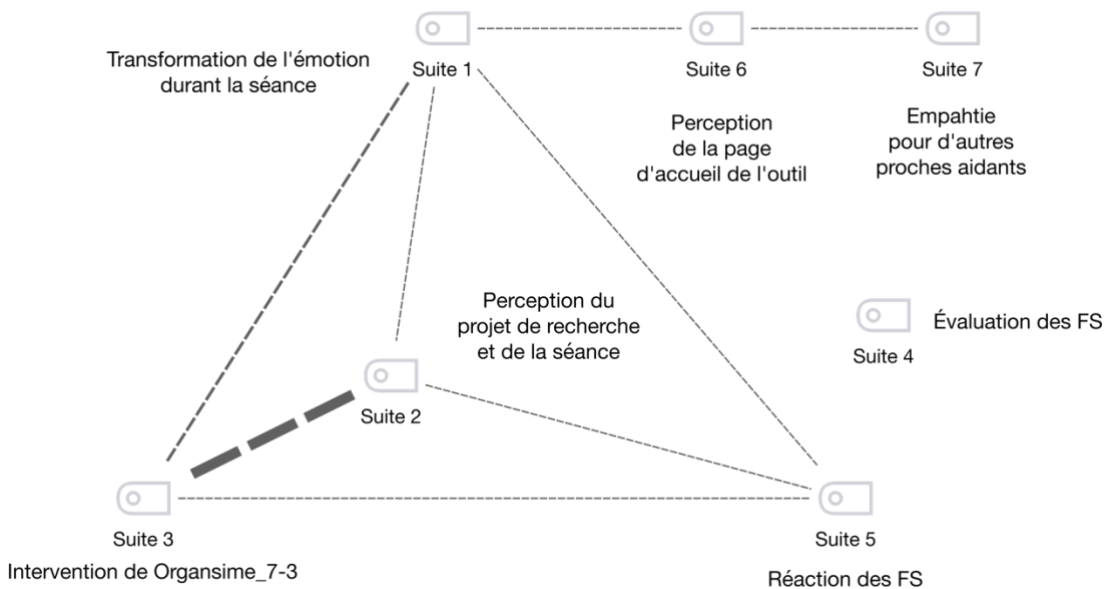 Transformation de l'émotion
durant la séance
Suite 1
Suite 6
Suite 7
Perception
de la page
d'accueil de l'outil
Empahtie
pour d'autres
proches aidants
Perception du
projet de recherche
et de la séance
Évaluation des FS
Suite 4
Suite 2
Suite 3
Suite 5
Intervention de Organsime_7-3
Réaction des FS